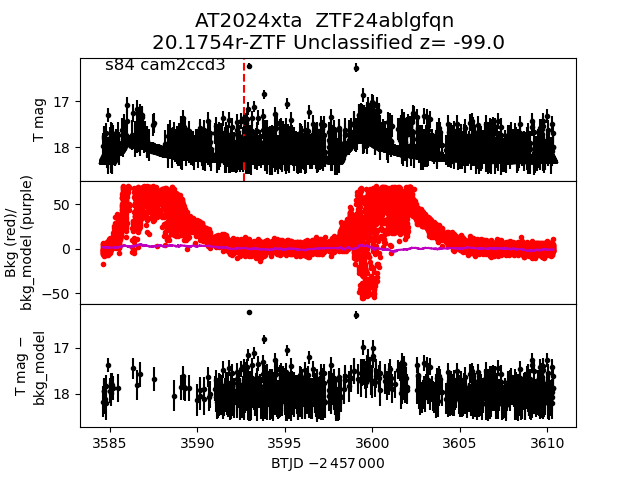 AT2024xta  ZTF24ablgfqn
20.1754r-ZTF Unclassified z= -99.0
s84 cam2ccd3
T mag
17
18
Bkg (red)/
bkg_model (purple)
50
0
−50
T mag −
bkg_model
17
18
3585 3590 3595 3600 3605 3610
BTJD −2 457 000